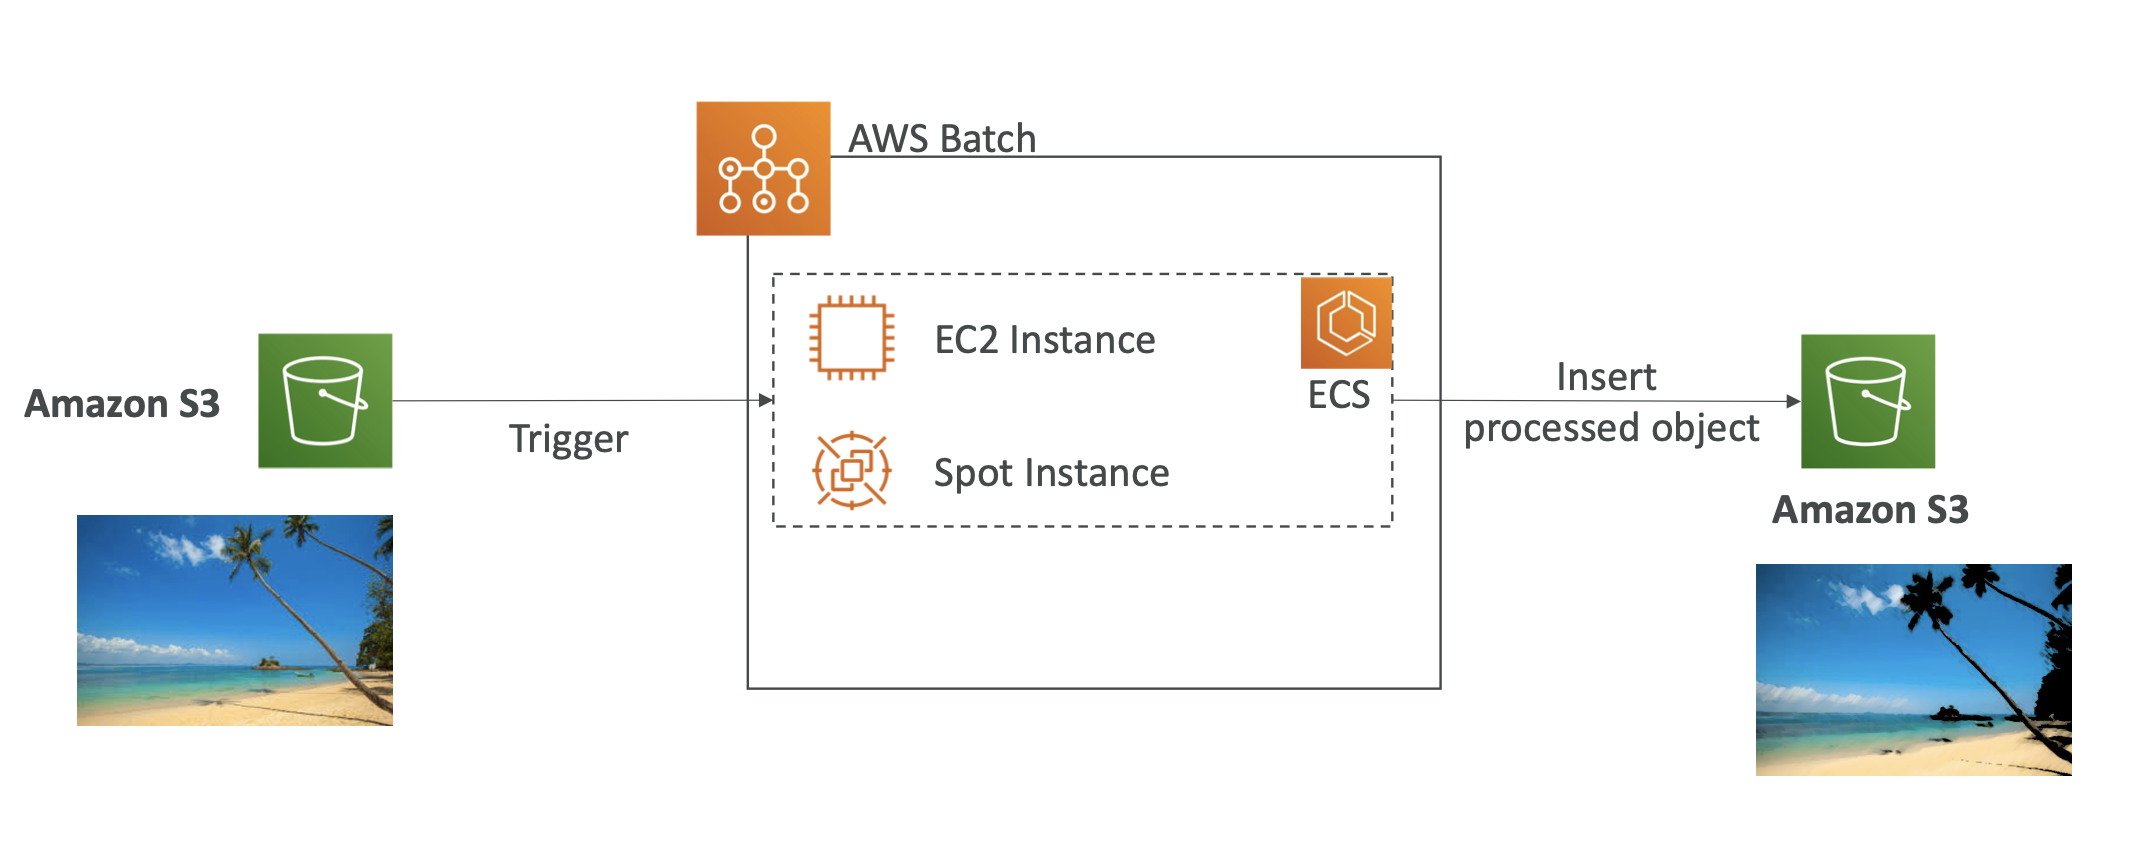 AWS Batch
EC2 Instance
ECS
Spot Instance
Amazon S3
Trigger
Insert
processed object
Amazon S3